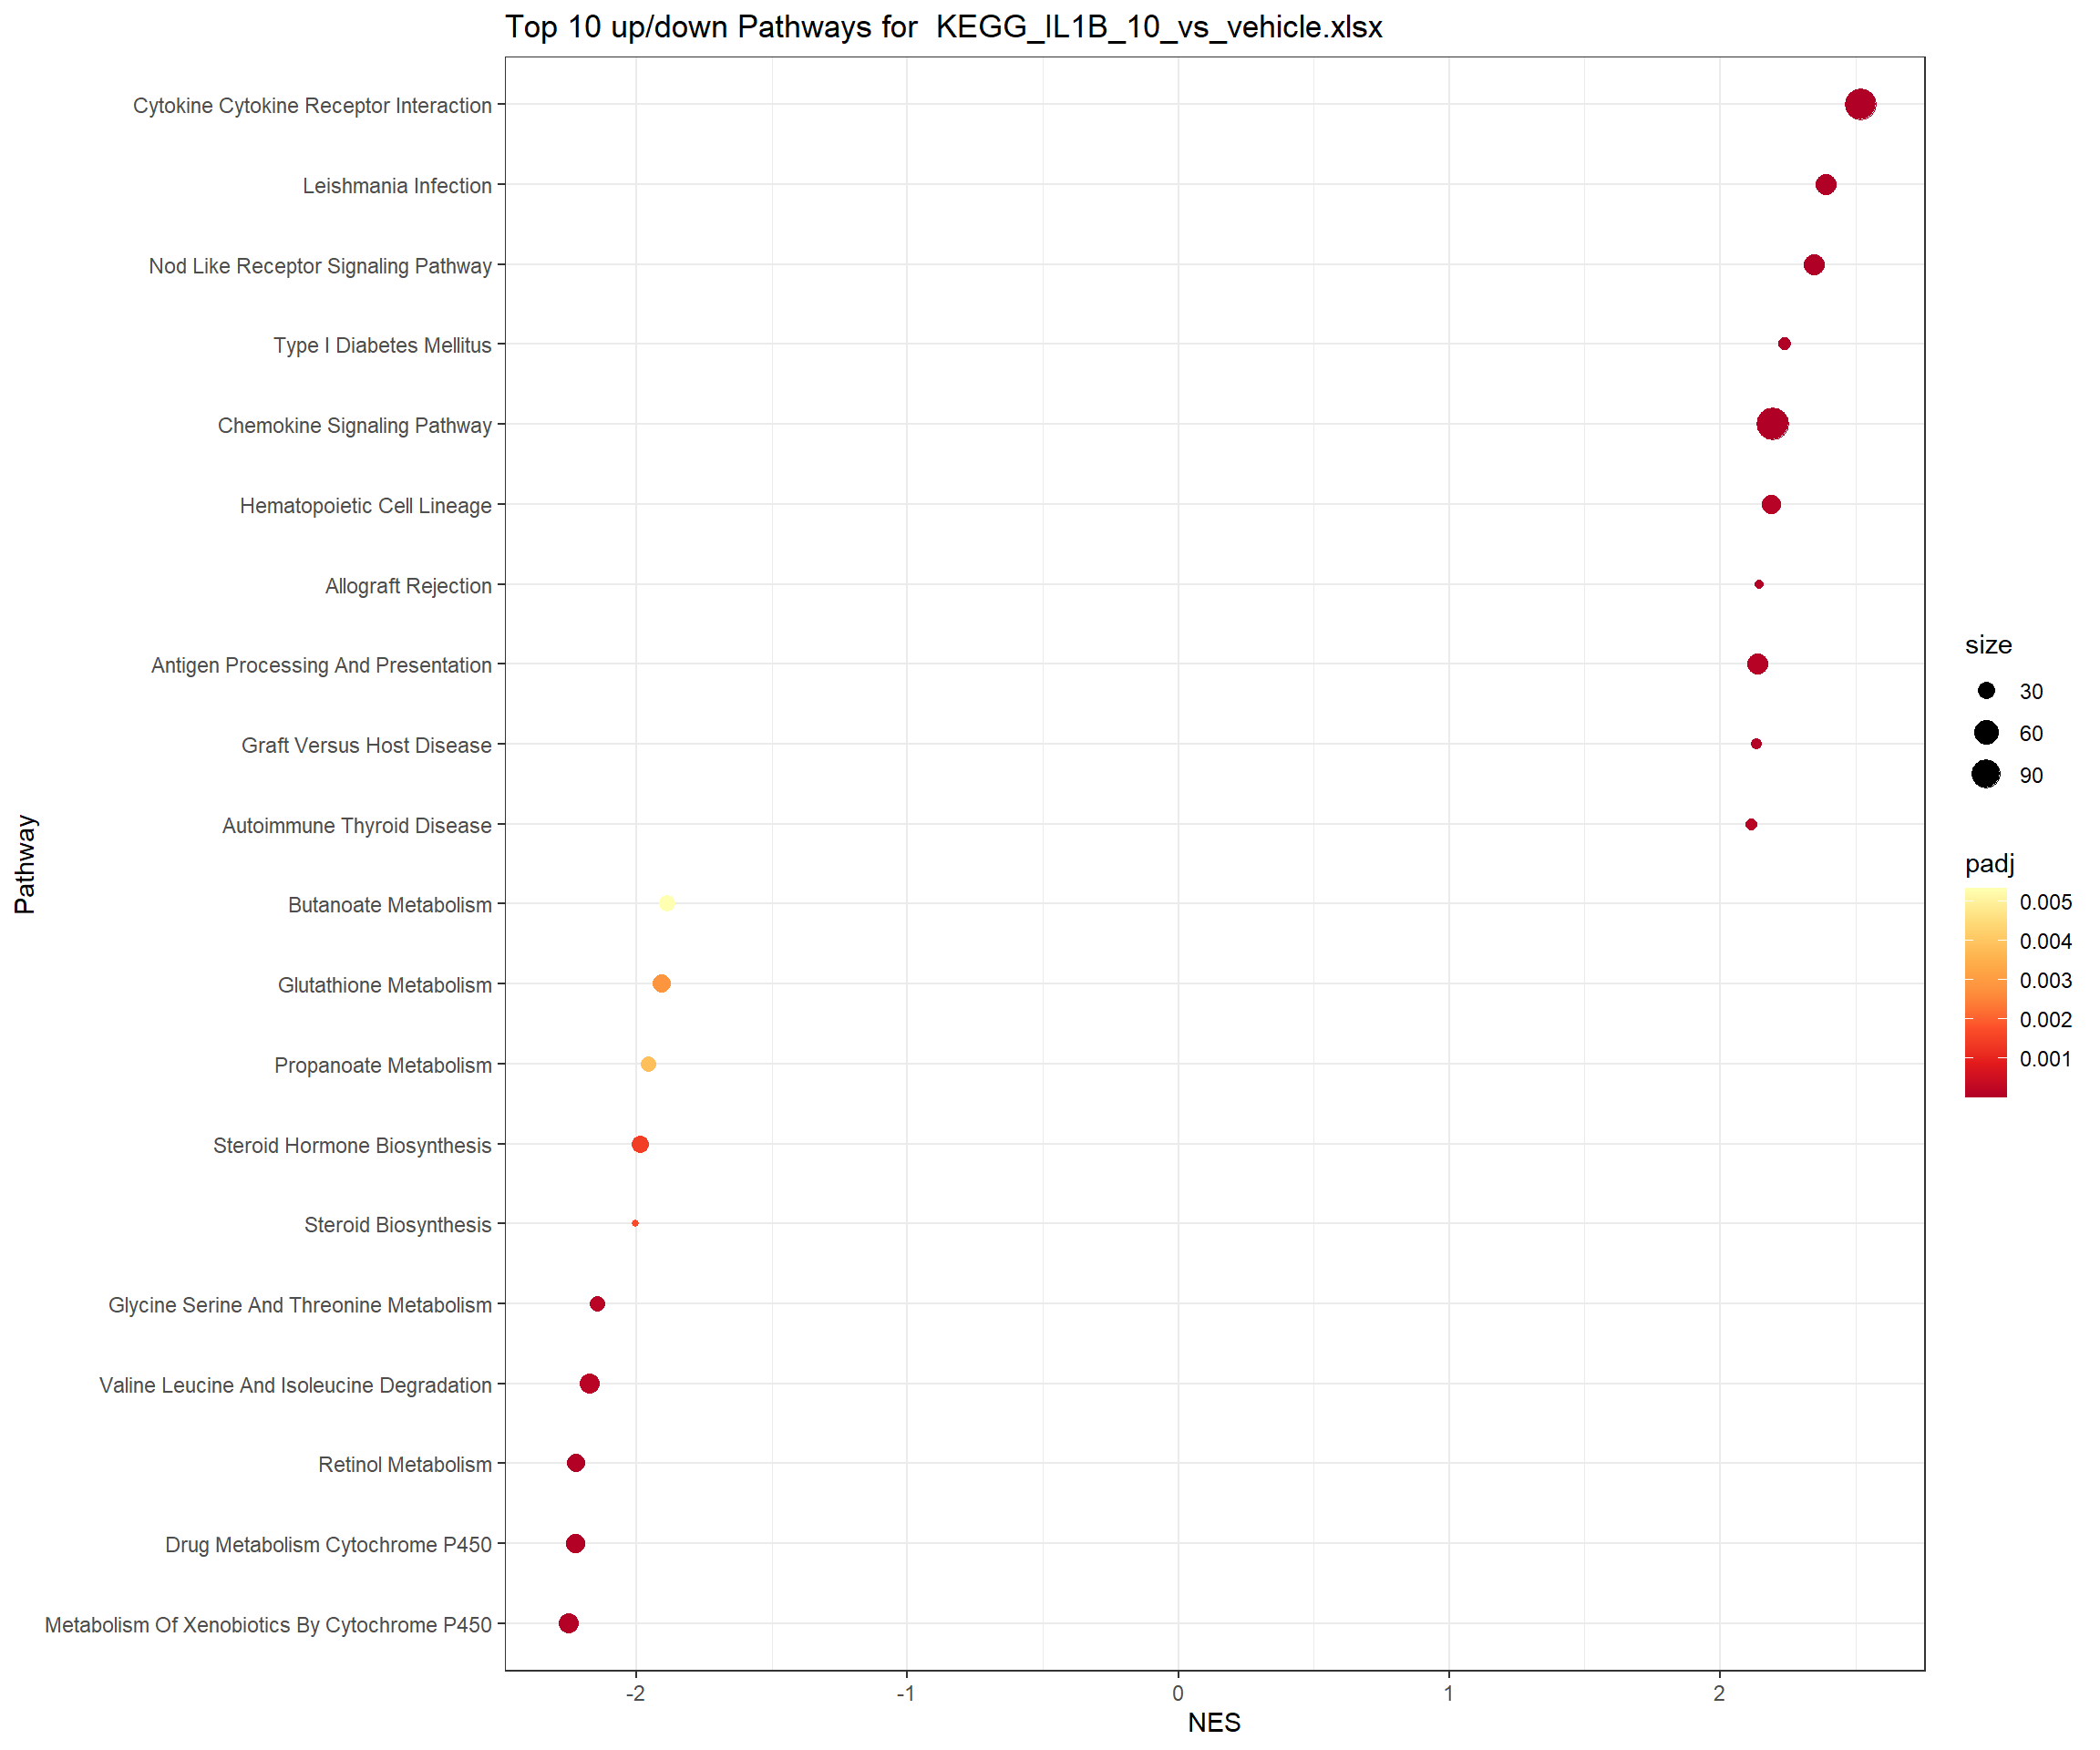 Top 10 up/down Pathways for  KEGG_IL1B_10_vs_vehicle.xlsx
Pathway
Cytokine Cytokine Receptor Interaction
Leishmania Infection
Nod Like Receptor Signaling Pathway
Type I Diabetes Mellitus
Chemokine Signaling Pathway
Hematopoietic Cell Lineage
Allograft Rejection
Antigen Processing And Presentation
Graft Versus Host Disease
Autoimmune Thyroid Disease
Butanoate Metabolism
Glutathione Metabolism
Propanoate Metabolism
Steroid Hormone Biosynthesis
Steroid Biosynthesis
Glycine Serine And Threonine Metabolism
Valine Leucine And Isoleucine Degradation
Retinol Metabolism
Drug Metabolism Cytochrome P450
Metabolism Of Xenobiotics By Cytochrome P450
-2 -1 0 1 2
NES
size
30
60
90
padj
0.005
0.004
0.003
0.002
0.001